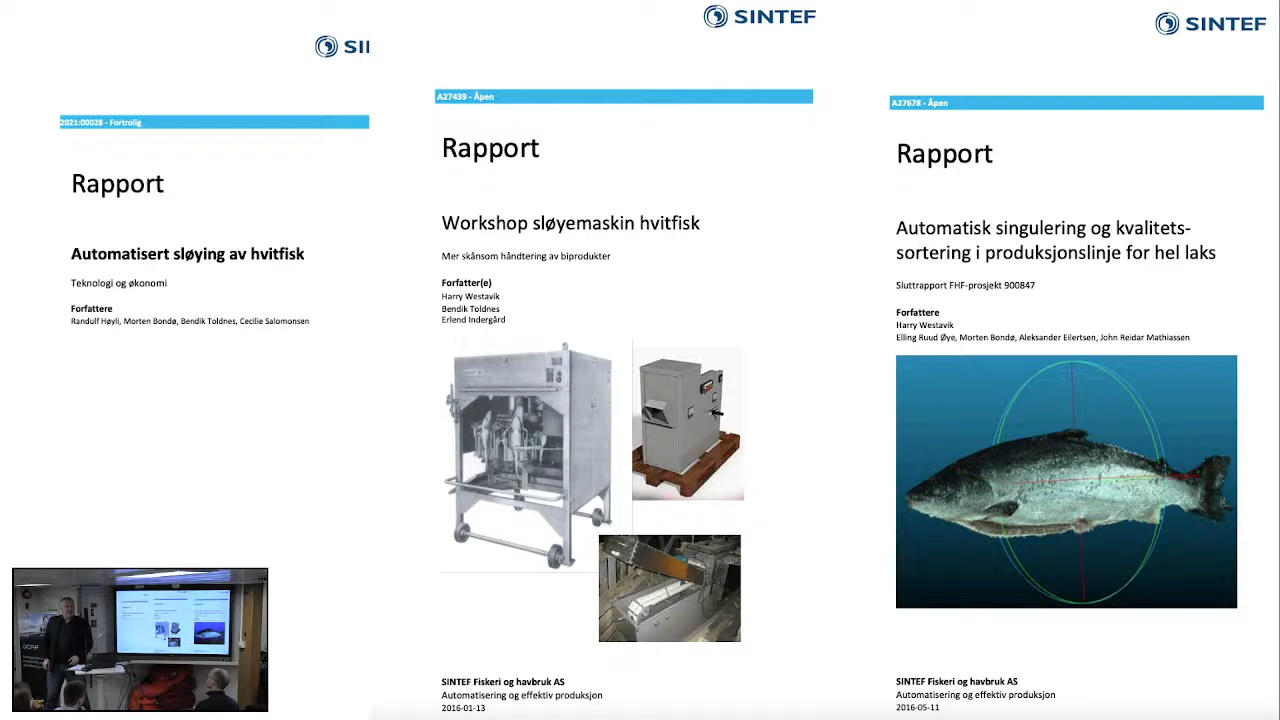 SII
2021:00028 - Fortrolig
Rapport
Automatisert sløying av hvitfisk
Teknologi og økonomi
Forfattere
Randulf Høyli, Morten Bondø, Bendik Toldnes, Cecilie Salomonsen
SINTEF
A27439 - Åpen
Rapport
Workshop sløyemaskin hvitfisk
Mer skånsom håndtering av biprodukter
Forfatter(e)
Harry Westavik
Bendik Toldnes
Erlend Indergård
SINTEF Fiskeri og havbruk AS
Automatisering og effektiv produksjon
2016-01-13
SINTEF
A27678 - Åpen
Rapport
Automatisk singulering og kvalitets-
sortering i produksjonslinje for hel laks
Sluttrapport FHF-prosjekt 900847
Forfattere
Harry Westavik
Elling Ruud Øye, Morten Bondø, Aleksander Eilertsen, John Reidar Mathiassen
SINTEF Fiskeri og havbruk AS
Automatisering og effektiv produksjon
2016-05-11